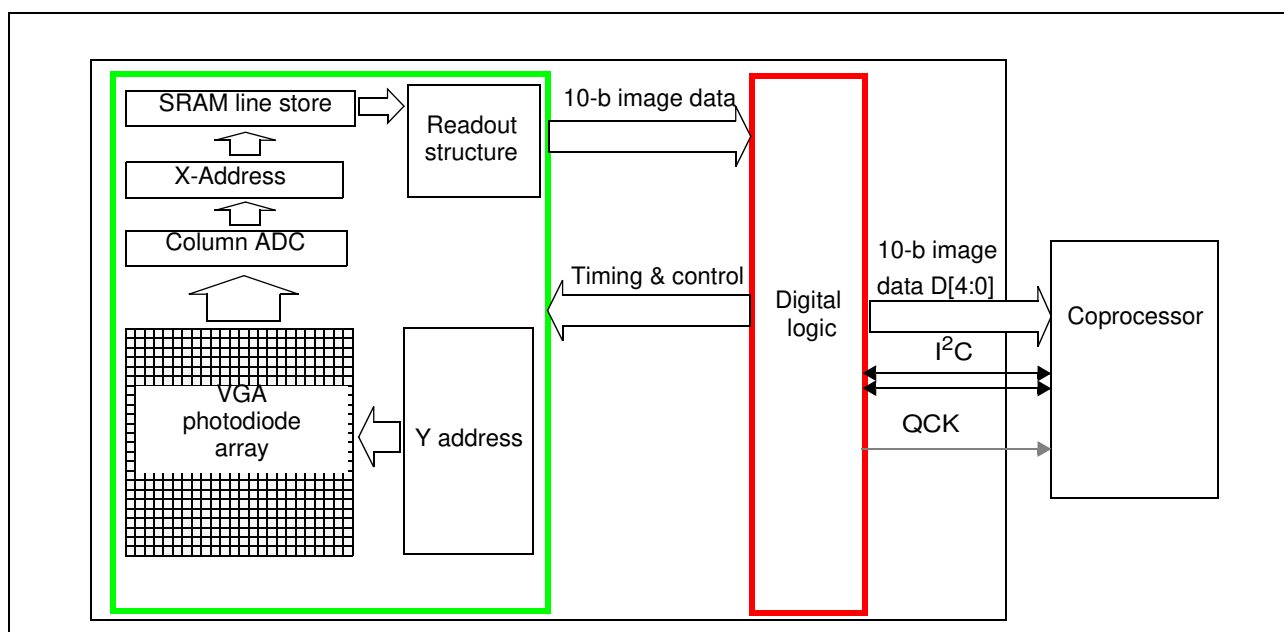 SRAM line store
Readout
structure
10-b image data
X-Address
Column ADC
Timing & control
Digital
logic
10-b image
data D[4:0]
Coprocessor
I²C
VGA
photodiode
array
Y address
QCK